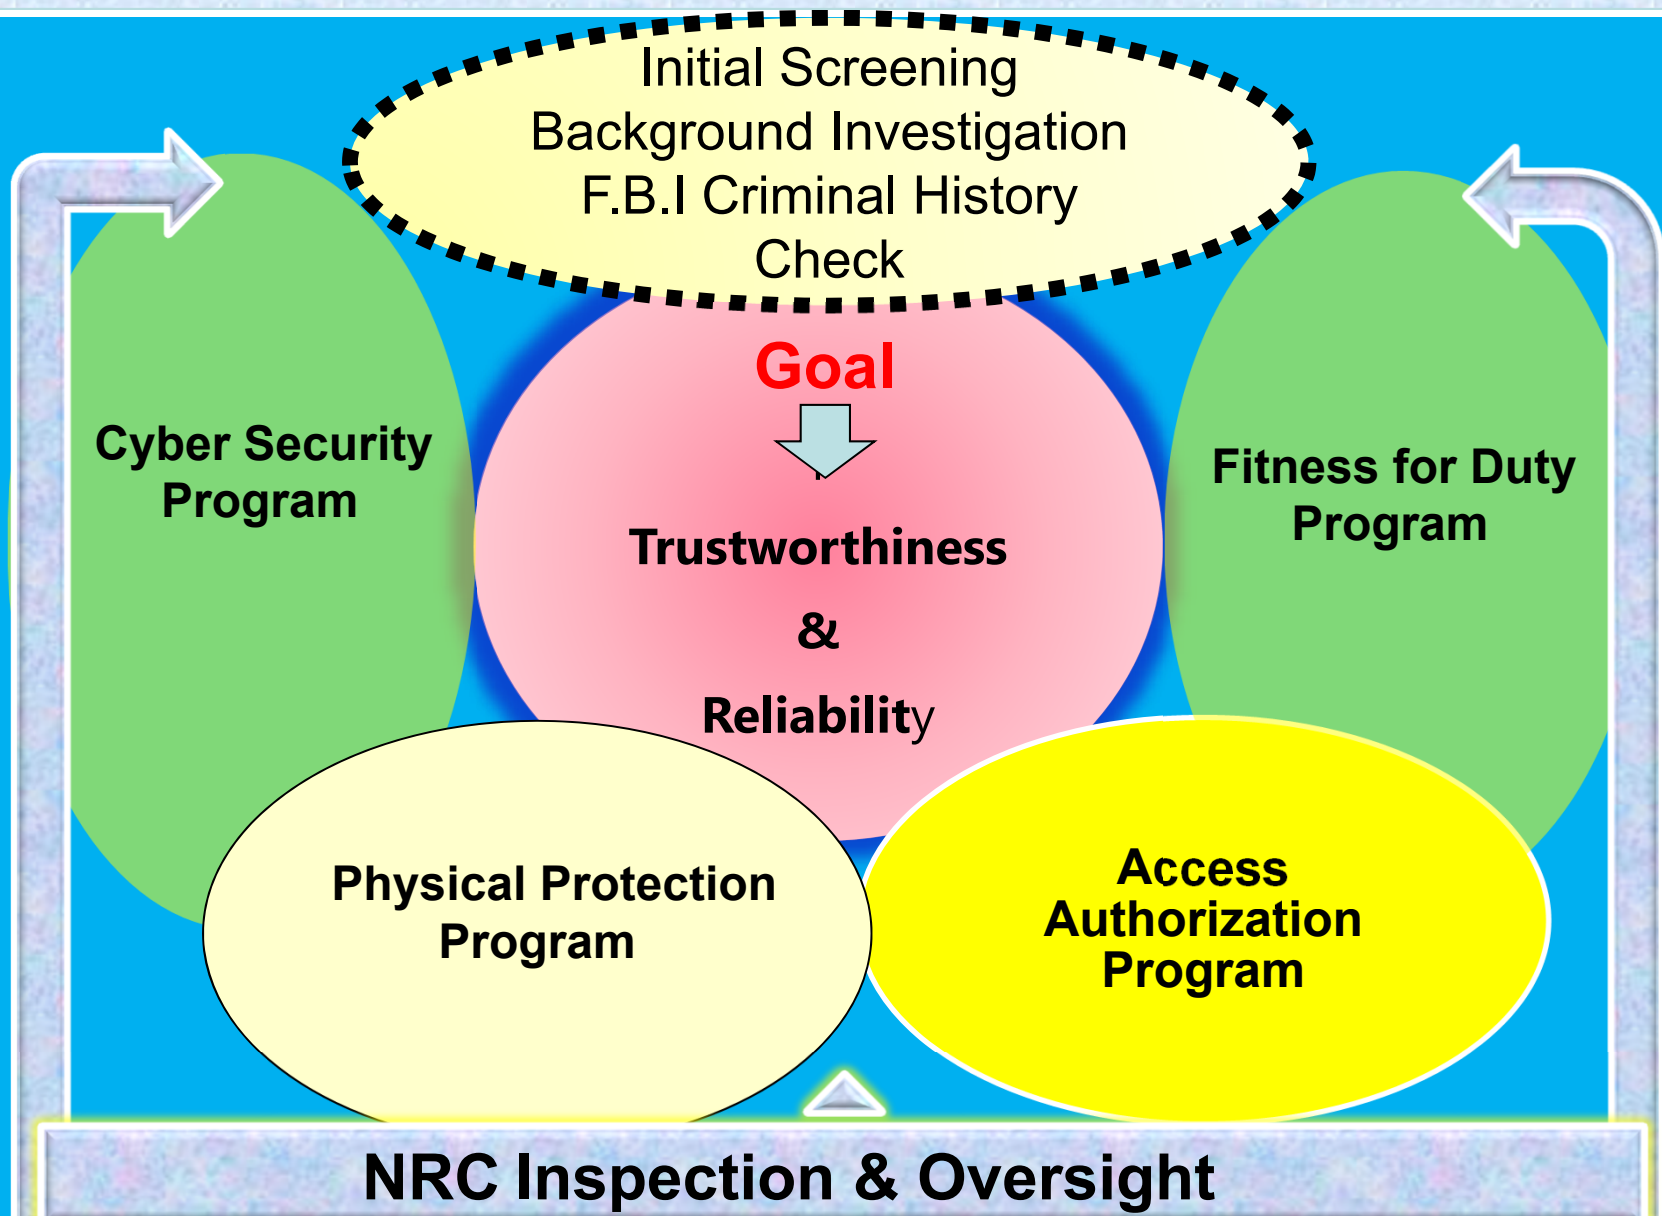 Initial Screening
Background Investigation
F.B.I Criminal History
Check
Goal
Cyber Security
Program
Fitness for Duty
Program
Trustworthiness
&
Reliability
Physical Protection
Program
Access
Authorization
Program
NRC Inspection & Oversight